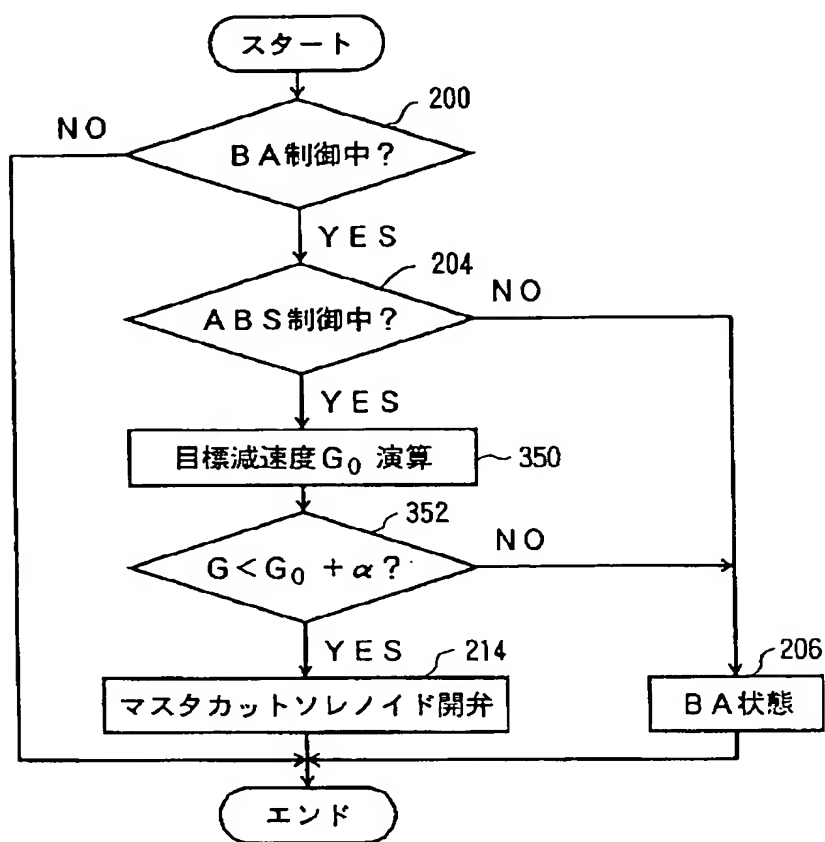 スタート
200
NO
BA制御中?
YES
204
NO
ABS制御中?
YES
目標減速度G₀ 演算
350
352
NO
G<G₀ +α?
YES
214
206
マスタカットソレノイド開弁
BA状態
エンド